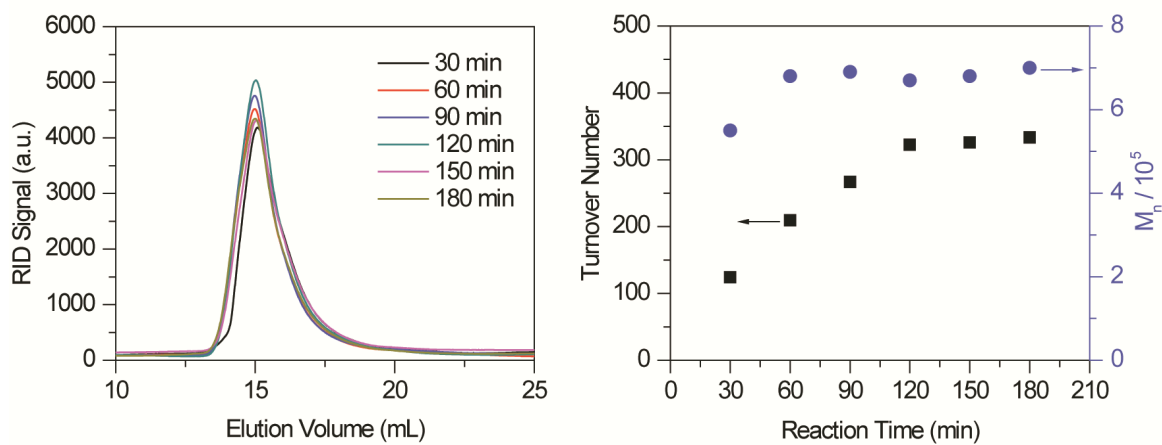 6000
5000
4000
3000
2000
1000
0
RID Signal (a.u.)
30 min
60 min
90 min
120 min
150 min
180 min
10 15 20 25
Elution Volume (mL)
500
400
300
200
100
0
Turnover Number
8
6
4
2
0
Mₙ / 10⁵
0 30 60 90 120 150 180 210
Reaction Time (min)